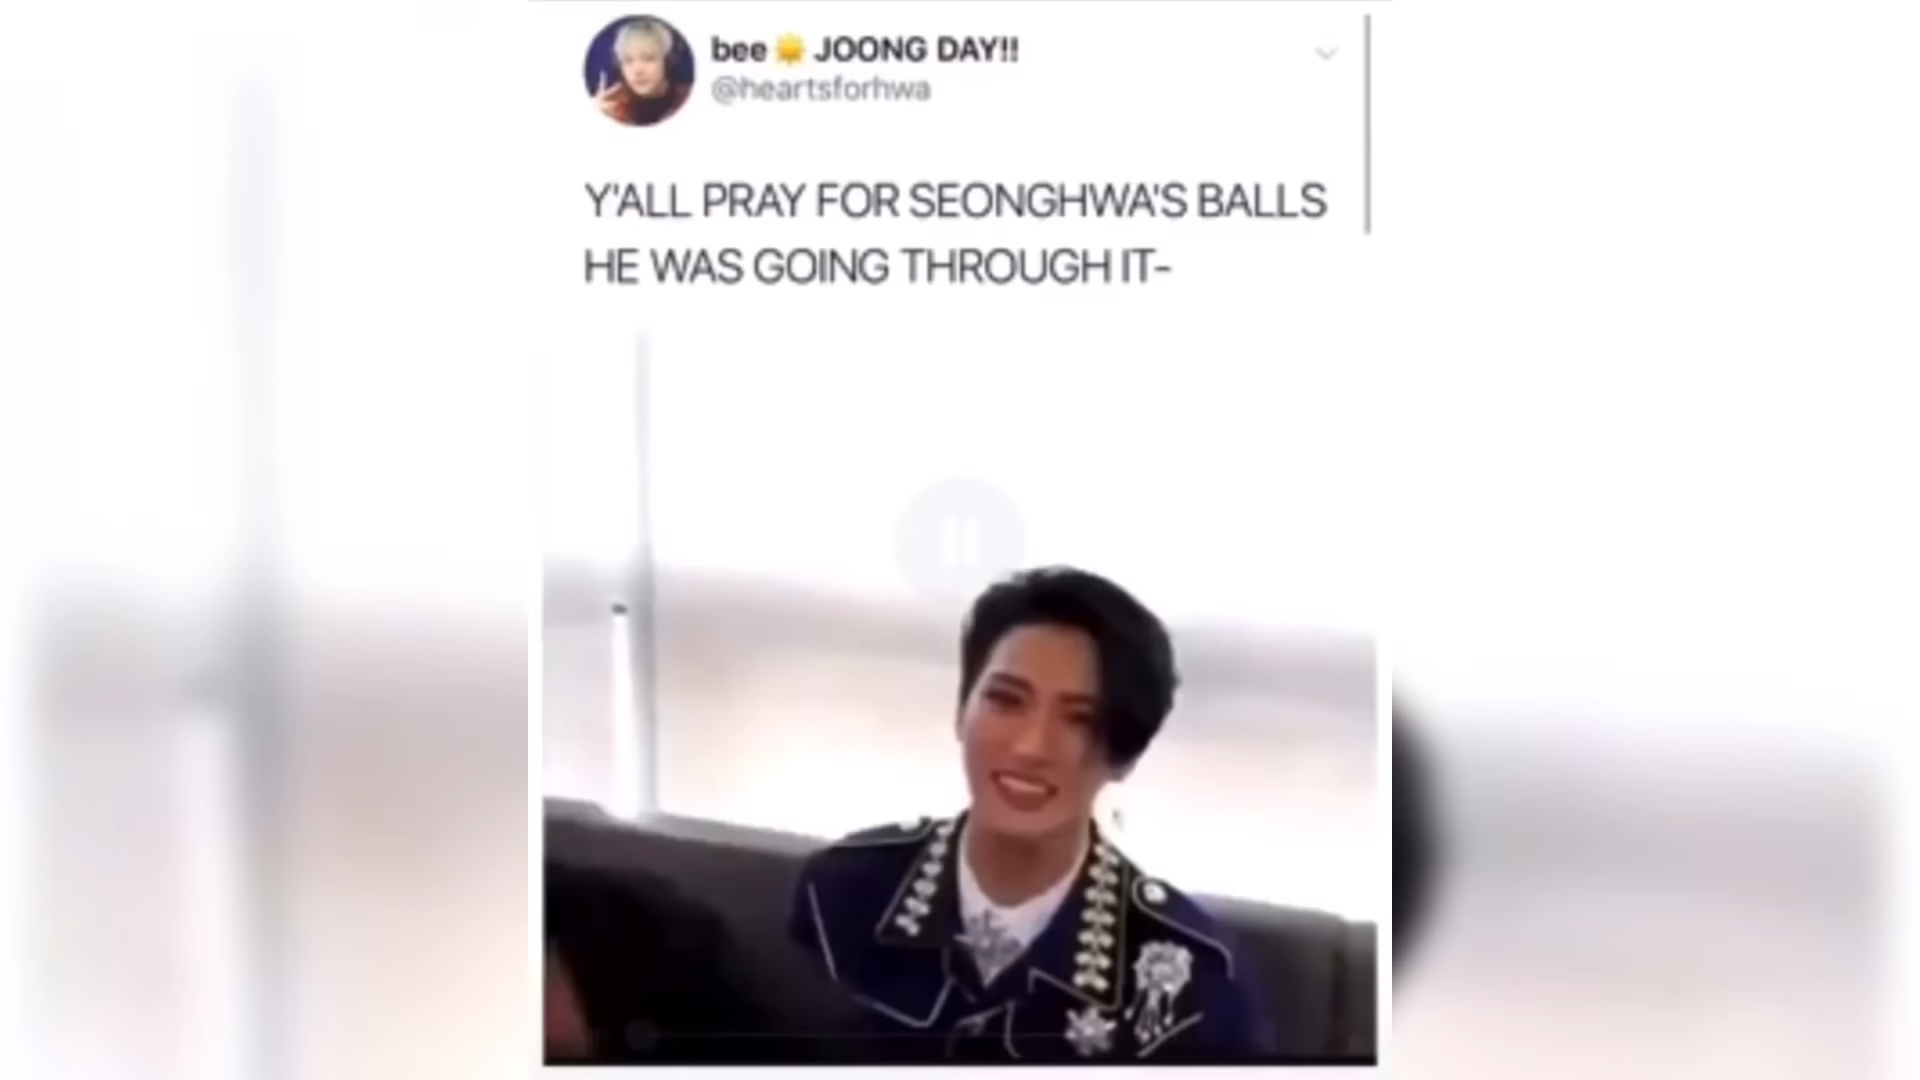 bee☀️JOONG DAY!!
@heartsforhwa
Y'ALL PRAY FOR SEONGHWA'S BALLS
HE WAS GOING THROUGH IT-